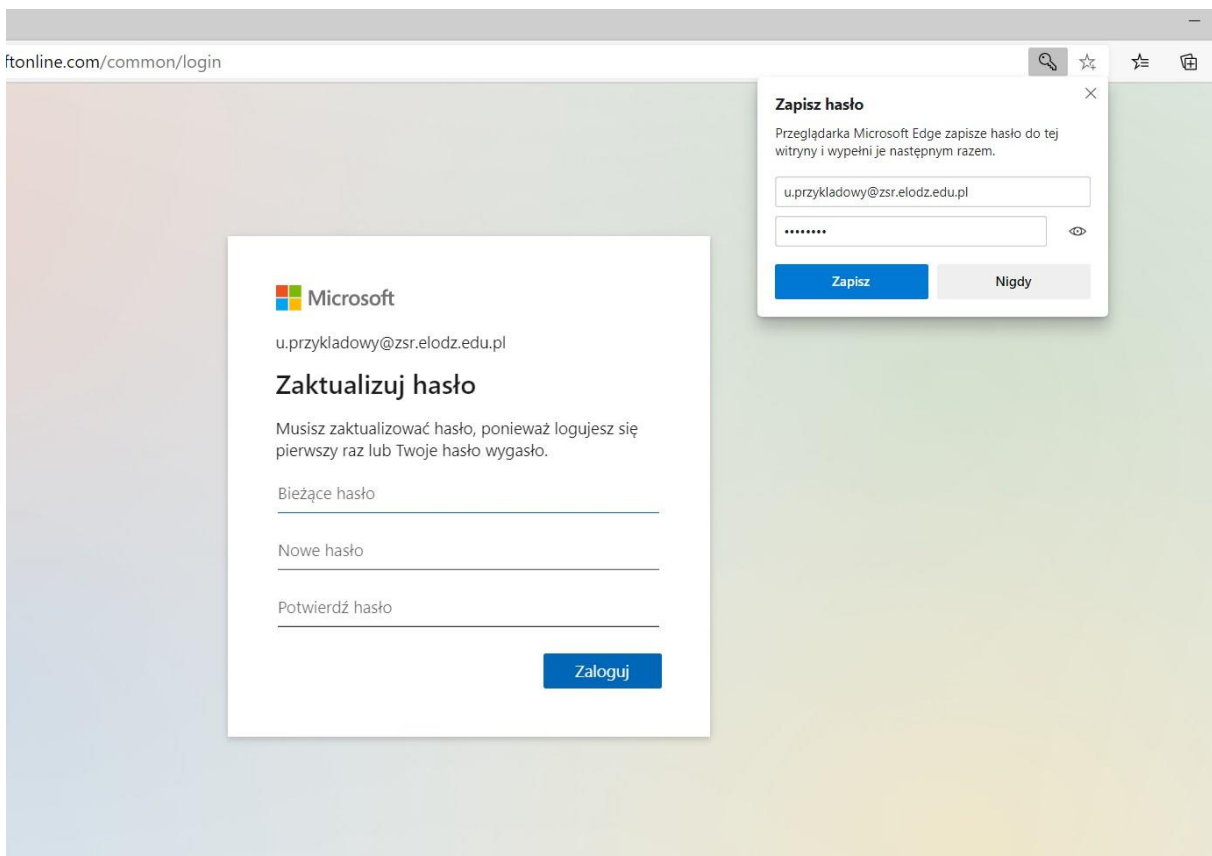 ftonline.com/common/login
Zapisz hasło
Przeglądarka Microsoft Edge zapisze hasło do tej
witryny i wypełni je następnym razem.
u.przykladowy@zsr.elodz.edu.pl
••••••••
Zapisz
Nigdy
Microsoft
u.przykladowy@zsr.elodz.edu.pl
Zaktualizuj hasło
Musisz zaktualizować hasło, ponieważ logujesz się
pierwszy raz lub Twoje hasło wygasło.
Bieżące hasło
Nowe hasło
Potwierdź hasło
Zaloguj